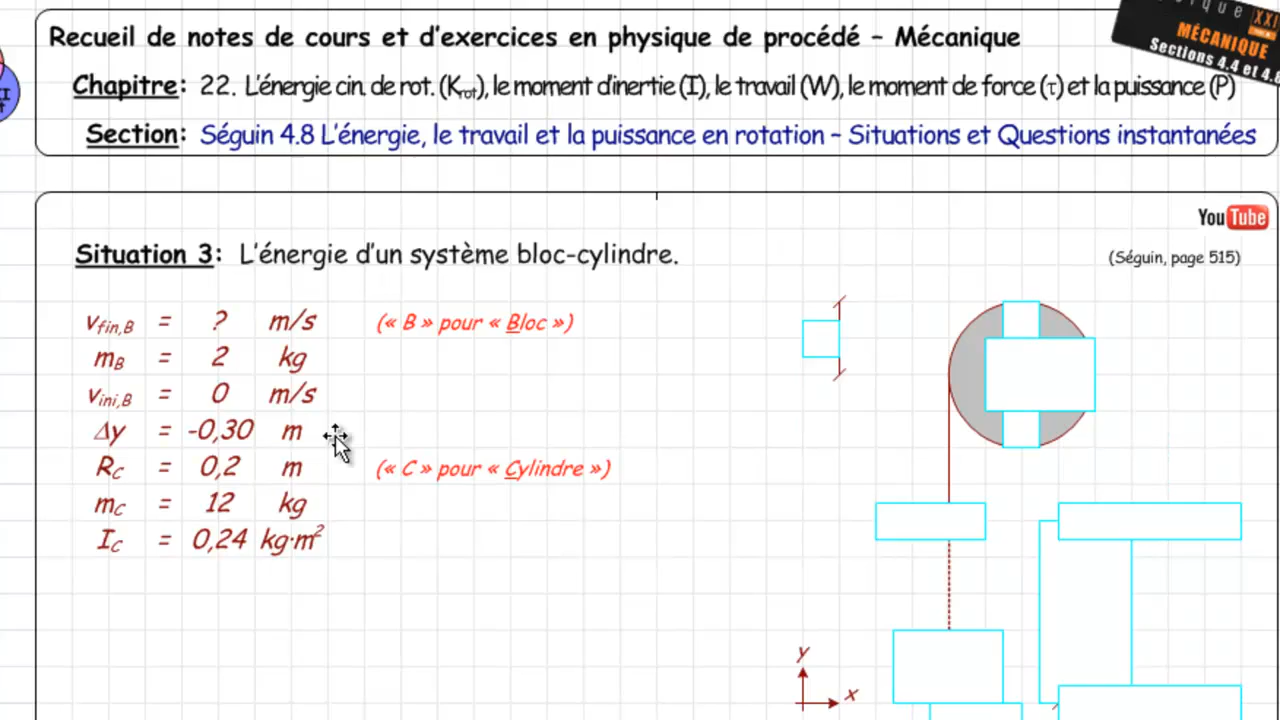 Recueil de notes de cours et d'exercices en physique de procédé – Mécanique
Chapitre: 22. L'énergie cin. de rot. (Krot), le moment d'inertie (I), le travail (W), le moment de force (τ) et la puissance (P)
Section: Séguin 4.8 L'énergie, le travail et la puissance en rotation – Situations et Questions instantanées
XXI
MÉCANIQUE
Sections 4.4 et 4.8
YouTube
Situation 3: L'énergie d'un système bloc-cylindre.
(Séguin, page 515)
vfin,B = ? m/s (« B » pour « Bloc »)
mB = 2 kg
vini,B = 0 m/s
Δy = -0,30 m
RC = 0,2 m (« C » pour « Cylindre »)
mC = 12 kg
IC = 0,24 kg·m²
y
x